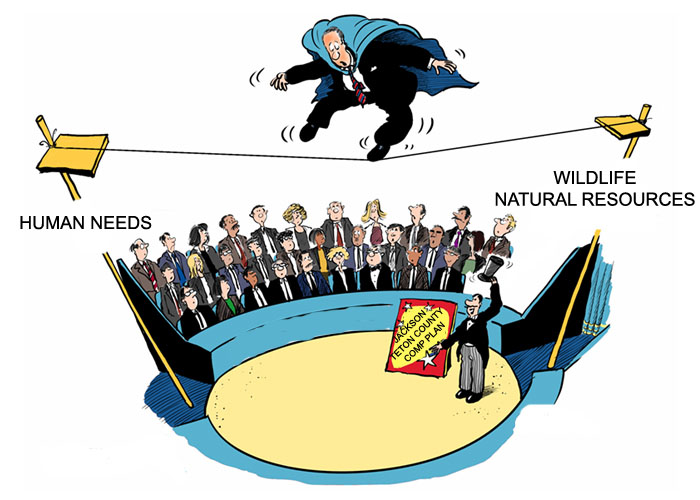 WILDLIFE
NATURAL RESOURCES
HUMAN NEEDS
JACKSON
TETON COUNTY
COMP PLAN